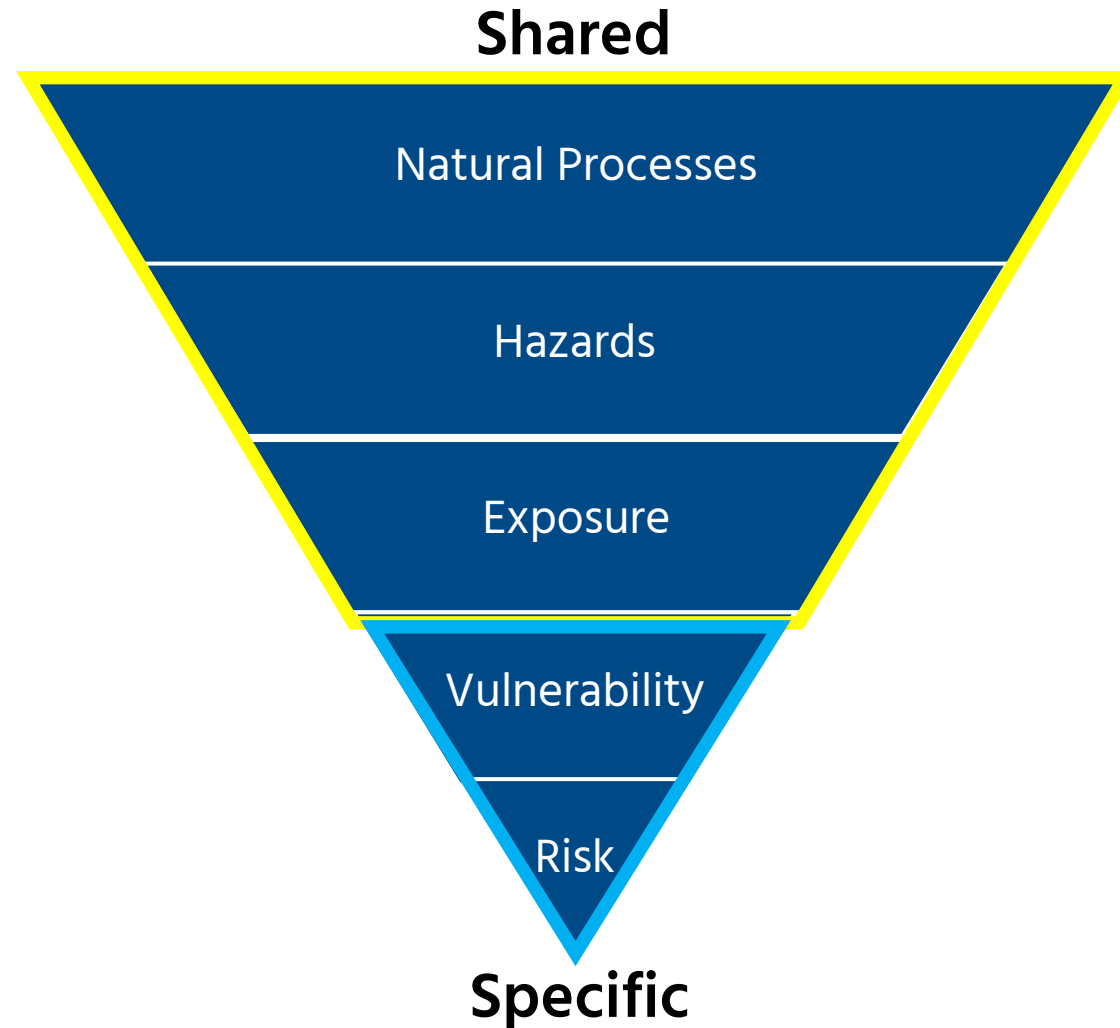 Shared
Natural Processes
Hazards
Exposure
Vulnerability
Risk
Specific